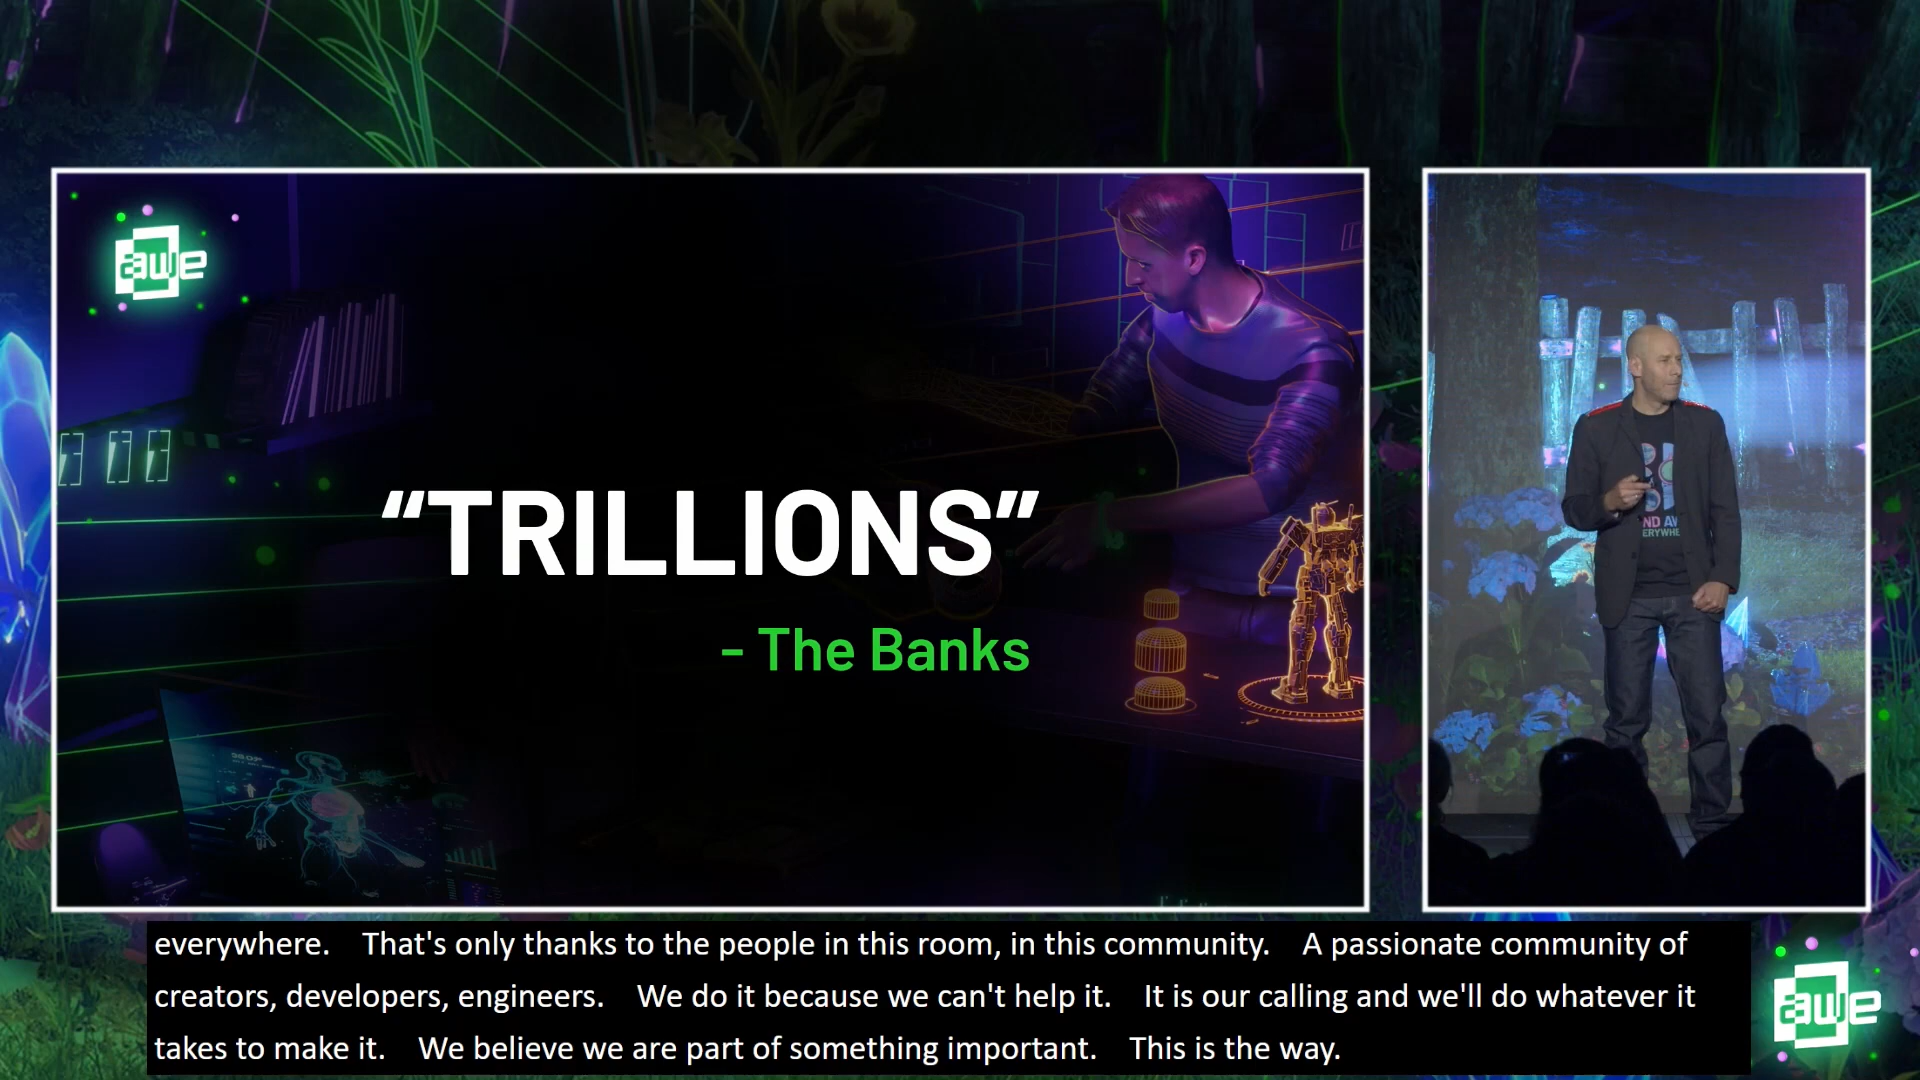 awe
“TRILLIONS”
- The Banks
ND AW
ERYWHE
everywhere. That's only thanks to the people in this room, in this community. A passionate community of
creators, developers, engineers. We do it because we can't help it. It is our calling and we'll do whatever it
takes to make it. We believe we are part of something important. This is the way.
awe